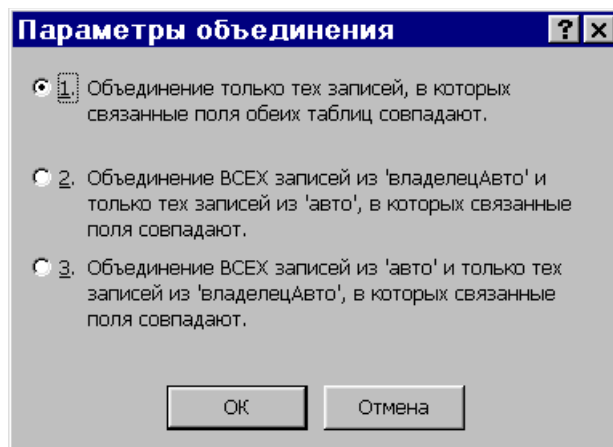 Параметры объединения ? ×
1. Объединение только тех записей, в которых
связанные поля обеих таблиц совпадают.
2. Объединение ВСЕХ записей из 'владелецАвто' и
только тех записей из 'авто', в которых связанные
поля совпадают.
3. Объединение ВСЕХ записей из 'авто' и только тех
записей из 'владелецАвто', в которых связанные
поля совпадают.
ОК Отмена